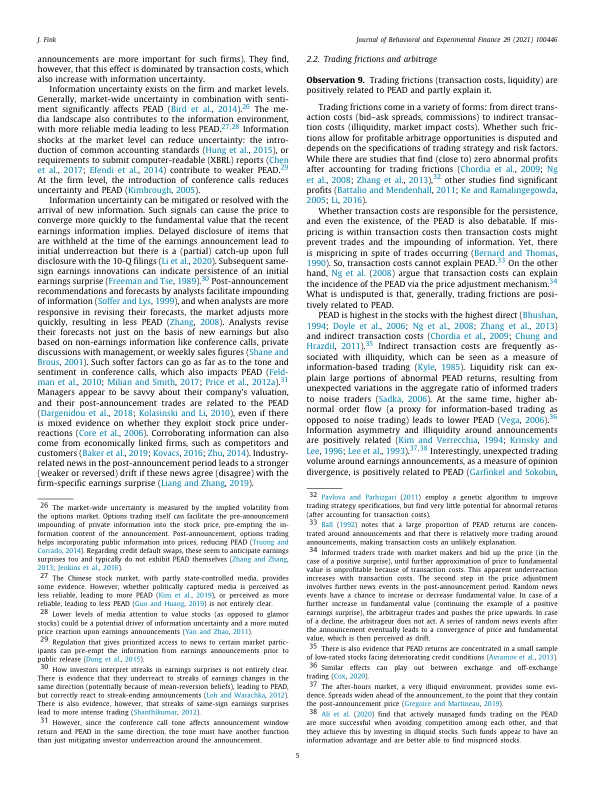 J. Fink
Journal of Behavioral and Experimental Finance 29 (2021) 100446
announcements are more important for such firms). They find,
however, that this effect is dominated by transaction costs, which
also increase with information uncertainty.
Information uncertainty exists on the firm and market levels.
Generally, market-wide uncertainty in combination with senti-
ment significantly affects PEAD (Bird et al., 2014).26 The me-
dia landscape also contributes to the information environment,
with more reliable media leading to less PEAD.27,28 Information
shocks at the market level can reduce uncertainty: the intro-
duction of common accounting standards (Hung et al., 2015), or
requirements to submit computer-readable (XBRL) reports (Chen
et al., 2017; Efendi et al., 2014) contribute to weaker PEAD.29
At the firm level, the introduction of conference calls reduces
uncertainty and PEAD (Kimbrough, 2005).
Information uncertainty can be mitigated or resolved with the
arrival of new information. Such signals can cause the price to
converge more quickly to the fundamental value that the recent
earnings information implies. Delayed disclosure of items that
are withheld at the time of the earnings announcement lead to
initial underreaction but there is a (partial) catch-up upon full
disclosure with the 10-Q filings (Li et al., 2020). Subsequent same-
sign earnings innovations can indicate persistence of an initial
earnings surprise (Freeman and Tse, 1989).30 Post-announcement
recommendations and forecasts by analysts facilitate impounding
of information (Soffer and Lys, 1999), and when analysts are more
responsive in revising their forecasts, the market adjusts more
quickly, resulting in less PEAD (Zhang, 2008). Analysts revise
their forecasts not just on the basis of new earnings but also
based on non-earnings information like conference calls, private
discussions with management, or weekly sales figures (Shane and
Brous, 2001). Such softer factors can go as far as to the tone and
sentiment in conference calls, which also impacts PEAD (Feld-
man et al., 2010; Milian and Smith, 2017; Price et al., 2012a).31
Managers appear to be savvy about their company's valuation,
and their post-announcement trades are related to the PEAD
(Dargenidou et al., 2018; Kolasinski and Li, 2010), even if there
is mixed evidence on whether they exploit stock price under-
reactions (Core et al., 2006). Corroborating information can also
come from economically linked firms, such as competitors and
customers (Baker et al., 2019; Kovacs, 2016; Zhu, 2014). Industry-
related news in the post-announcement period leads to a stronger
(weaker or reversed) drift if these news agree (disagree) with the
firm-specific earnings surprise (Liang and Zhang, 2019).
26 The market-wide uncertainty is measured by the implied volatility from
the options market. Options trading itself can facilitate the pre-announcement
impounding of private information into the stock price, pre-empting the in-
formation content of the announcement. Post-announcement, options trading
helps incorporating public information into prices, reducing PEAD (Truong and
Corrado, 2014). Regarding credit default swaps, these seem to anticipate earnings
surprises too and typically do not exhibit PEAD themselves (Zhang and Zhang,
2013; Jenkins et al., 2016).
27 The Chinese stock market, with partly state-controlled media, provides
some evidence. However, whether politically captured media is perceived as
less reliable, leading to more PEAD (Kim et al., 2019), or perceived as more
reliable, leading to less PEAD (Guo and Huang, 2019) is not entirely clear.
28 Lower levels of media attention to value stocks (as opposed to glamor
stocks) could be a potential driver of information uncertainty and a more muted
price reaction upon earnings announcements (Yan and Zhao, 2011).
29 Regulation that gives prioritized access to news to certain market partic-
ipants can pre-empt the information from earnings announcements prior to
public release (Dong et al., 2015).
30 How investors interpret streaks in earnings surprises is not entirely clear.
There is evidence that they underreact to streaks of earnings changes in the
same direction (potentially because of mean-reversion beliefs), leading to PEAD,
but correctly react to streak-ending announcements (Loh and Warachka, 2012).
There is also evidence, however, that streaks of same-sign earnings surprises
lead to more intense trading (Shanthikumar, 2012).
31 However, since the conference call tone affects announcement window
return and PEAD in the same direction, the tone must have another function
than just mitigating investor underreaction around the announcement.
2.2. Trading frictions and arbitrage
Observation 9. Trading frictions (transaction costs, liquidity) are
positively related to PEAD and partly explain it.
Trading frictions come in a variety of forms: from direct trans-
action costs (bid–ask spreads, commissions) to indirect transac-
tion costs (illiquidity, market impact costs). Whether such fric-
tions allow for profitable arbitrage opportunities is disputed and
depends on the specifications of trading strategy and risk factors.
While there are studies that find (close to) zero abnormal profits
after accounting for trading frictions (Chordia et al., 2009; Ng
et al., 2008; Zhang et al., 2013),32 other studies find significant
profits (Battalio and Mendenhall, 2011; Ke and Ramalingegowda,
2005; Li, 2016).
Whether transaction costs are responsible for the persistence,
and even the existence, of the PEAD is also debatable. If mis-
pricing is within transaction costs then transaction costs might
prevent trades and the impounding of information. Yet, there
is mispricing in spite of trades occurring (Bernard and Thomas,
1990). So, transaction costs cannot explain PEAD.33 On the other
hand, Ng et al. (2008) argue that transaction costs can explain
the incidence of the PEAD via the price adjustment mechanism.34
What is undisputed is that, generally, trading frictions are posi-
tively related to PEAD.
PEAD is highest in the stocks with the highest direct (Bhushan,
1994; Doyle et al., 2006; Ng et al., 2008; Zhang et al., 2013)
and indirect transaction costs (Chordia et al., 2009; Chung and
Hrazdil, 2011).35 Indirect transaction costs are frequently as-
sociated with illiquidity, which can be seen as a measure of
information-based trading (Kyle, 1985). Liquidity risk can ex-
plain large portions of abnormal PEAD returns, resulting from
unexpected variations in the aggregate ratio of informed traders
to noise traders (Sadka, 2006). At the same time, higher ab-
normal order flow (a proxy for information-based trading as
opposed to noise trading) leads to lower PEAD (Vega, 2006).36
Information asymmetry and illiquidity around announcements
are positively related (Kim and Verrecchia, 1994; Krinsky and
Lee, 1996; Lee et al., 1993).37,38 Interestingly, unexpected trading
volume around earnings announcements, as a measure of opinion
divergence, is positively related to PEAD (Garfinkel and Sokobin,
32 Pavlova and Parhizgari (2011) employ a genetic algorithm to improve
trading strategy specifications, but find very little potential for abnormal returns
(after accounting for transaction costs).
33 Ball (1992) notes that a large proportion of PEAD returns are concen-
trated around announcements and that there is relatively more trading around
announcements, making transaction costs an unlikely explanation.
34 Informed traders trade with market makers and bid up the price (in the
case of a positive surprise), until further approximation of price to fundamental
value is unprofitable because of transaction costs. This apparent underreaction
increases with transaction costs. The second step in the price adjustment
involves further news events in the post-announcement period. Random news
events have a chance to increase or decrease fundamental value. In case of a
further increase in fundamental value (continuing the example of a positive
earnings surprise), the arbitrageur trades and pushes the price upwards. In case
of a decline, the arbitrageur does not act. A series of random news events after
the announcement eventually leads to a convergence of price and fundamental
value, which is then perceived as drift.
35 There is also evidence that PEAD returns are concentrated in a small sample
of low-rated stocks facing deteriorating credit conditions (Avramov et al., 2013).
36 Similar effects can play out between exchange and off-exchange
trading (Cox, 2020).
37 The after-hours market, a very illiquid environment, provides some evi-
dence. Spreads widen ahead of the announcement, to the point that they contain
the post-announcement price (Gregoire and Martineau, 2019).
38 Ali et al. (2020) find that actively managed funds trading on the PEAD
are more successful when avoiding competition among each other, and that
they achieve this by investing in illiquid stocks. Such funds appear to have an
information advantage and are better able to find mispriced stocks.
5